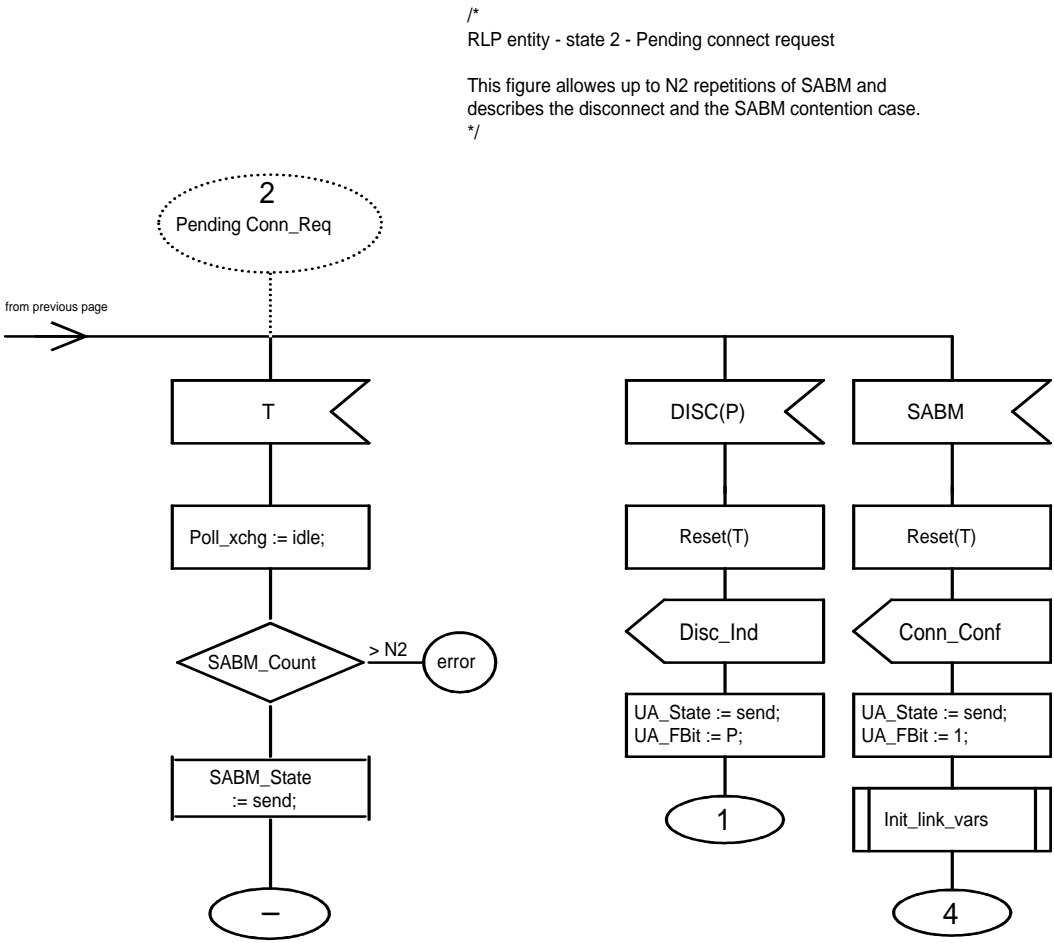 /*
RLP entity - state 2 - Pending connect request
This figure allowes up to N2 repetitions of SABM and
describes the disconnect and the SABM contention case.
*/
2
Pending Conn_Req
from previous page
T
DISC(P)
SABM
Poll_xchg := idle;
Reset(T)
Reset(T)
SABM_Count
> N2
error
Disc_Ind
Conn_Conf
UA_State := send;
UA_FBit := P;
UA_State := send;
UA_FBit := 1;
SABM_State
:= send;
1
Init_link_vars
–
4